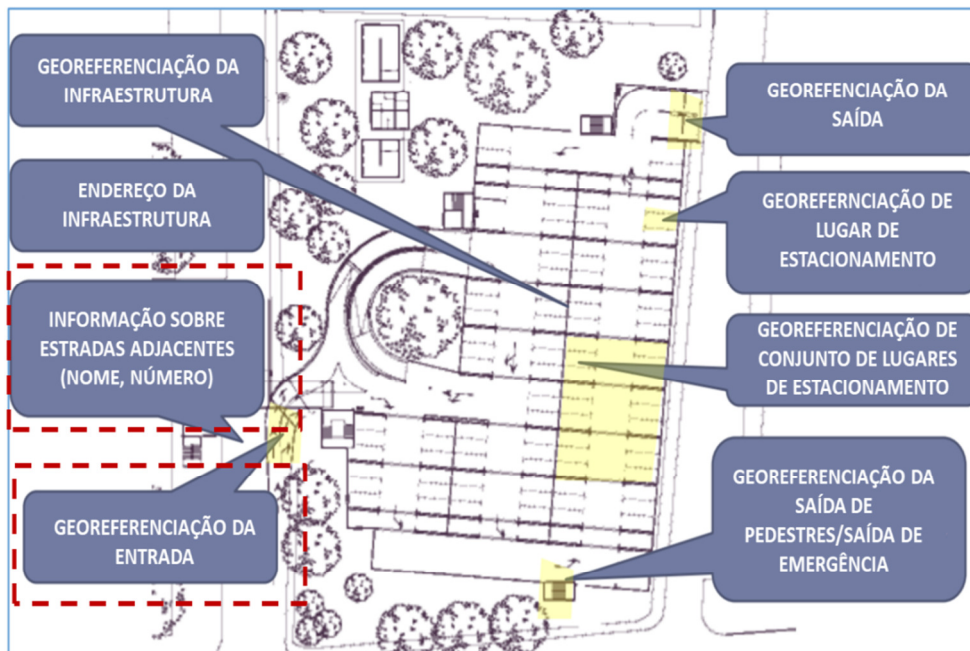 GEOREFERENCIAÇÃO DA
INFRAESTRUTURA
ENDEREÇO DA
INFRAESTRUTURA
INFORMAÇÃO SOBRE
ESTRADAS ADJACENTES
(NOME, NÚMERO)
GEOREFERENCIAÇÃO DA
ENTRADA
GEOREFENCIAÇÃO DA
SAÍDA
GEOREFERNCIAÇÃO DE
LUGAR DE
ESTACIONAMENTO
GEOREFERENCIAÇÃO DE
CONJUNTO DE LUGARES
DE ESTACIONAMENTO
GEOREFERENCIAÇÃO DA
SAÍDA DE
PEDESTRES/SAÍDA DE
EMERGÊNCIA